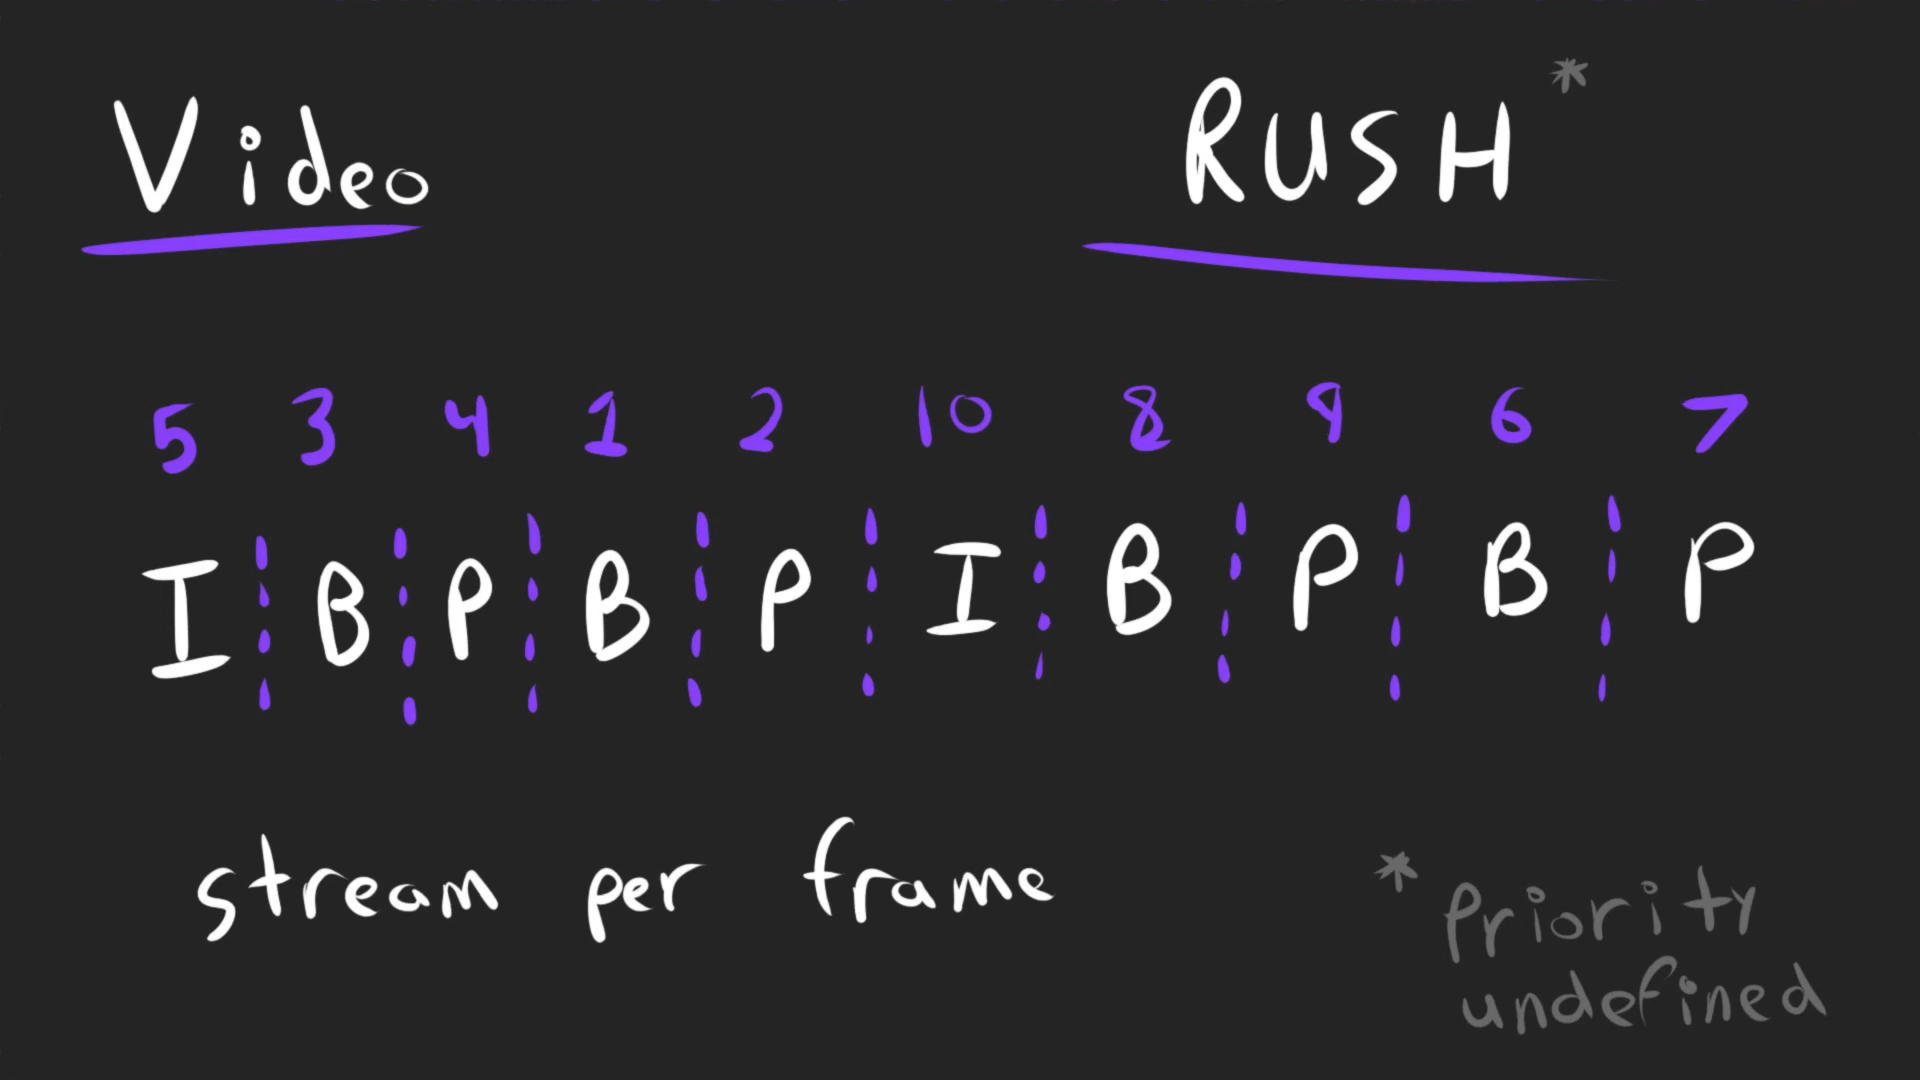 Video
RUSH *
5 3 4 1 2 10 8 9 6 7
I B P B P I B P B P
stream per frame
* Priority
undefined